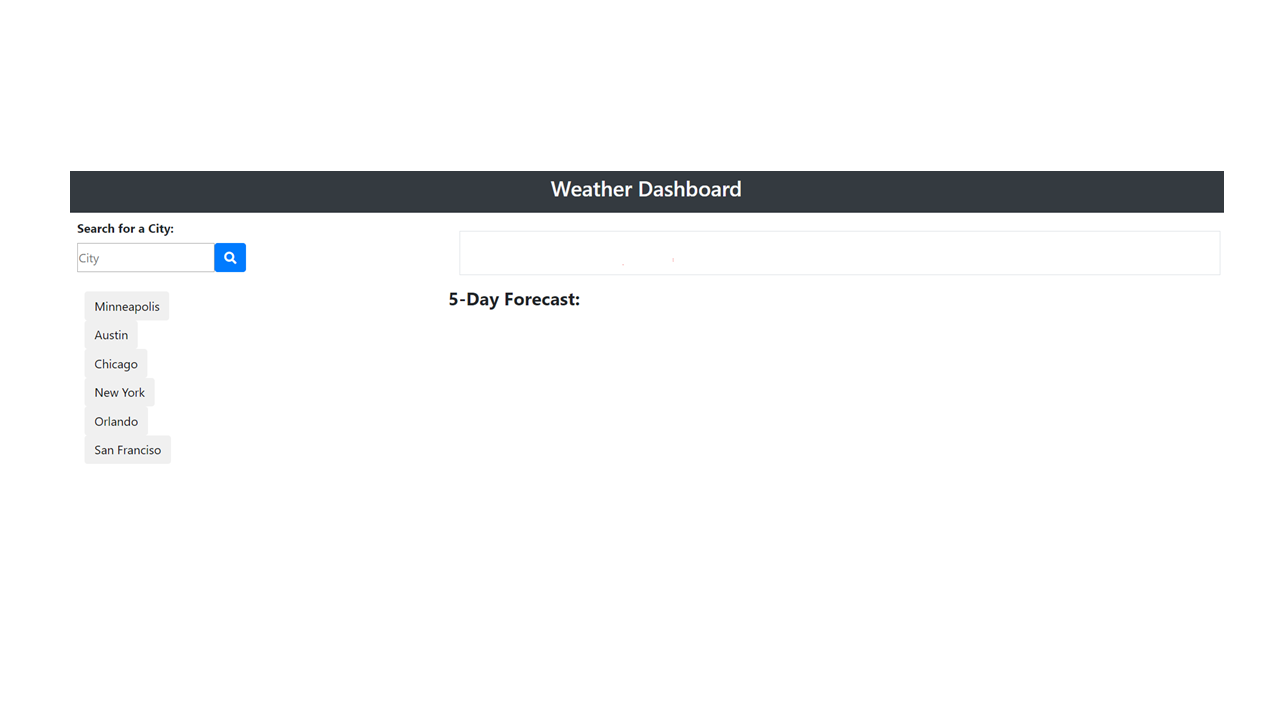 Weather Dashboard
Search for a City:
City
5-Day Forecast:
Minneapolis
Austin
Chicago
New York
Orlando
San Franciso